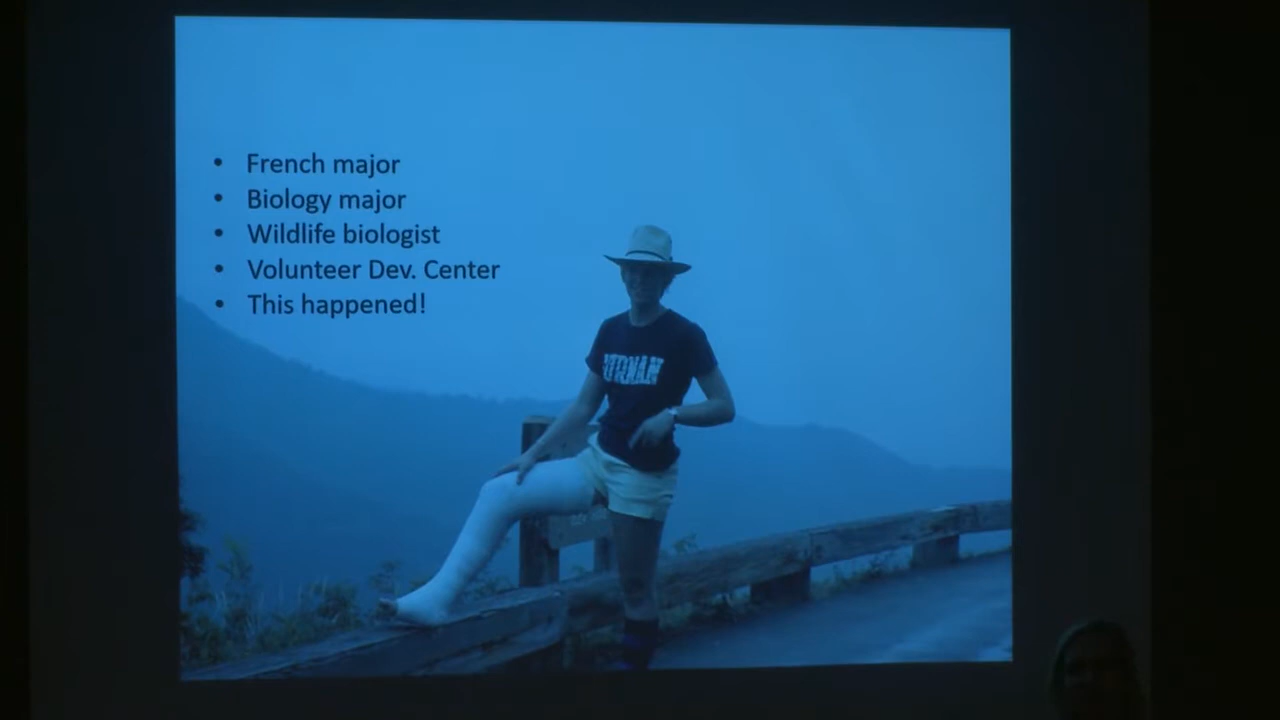 • French major
• Biology major
• Wildlife biologist
• Volunteer Dev. Center
• This happened!